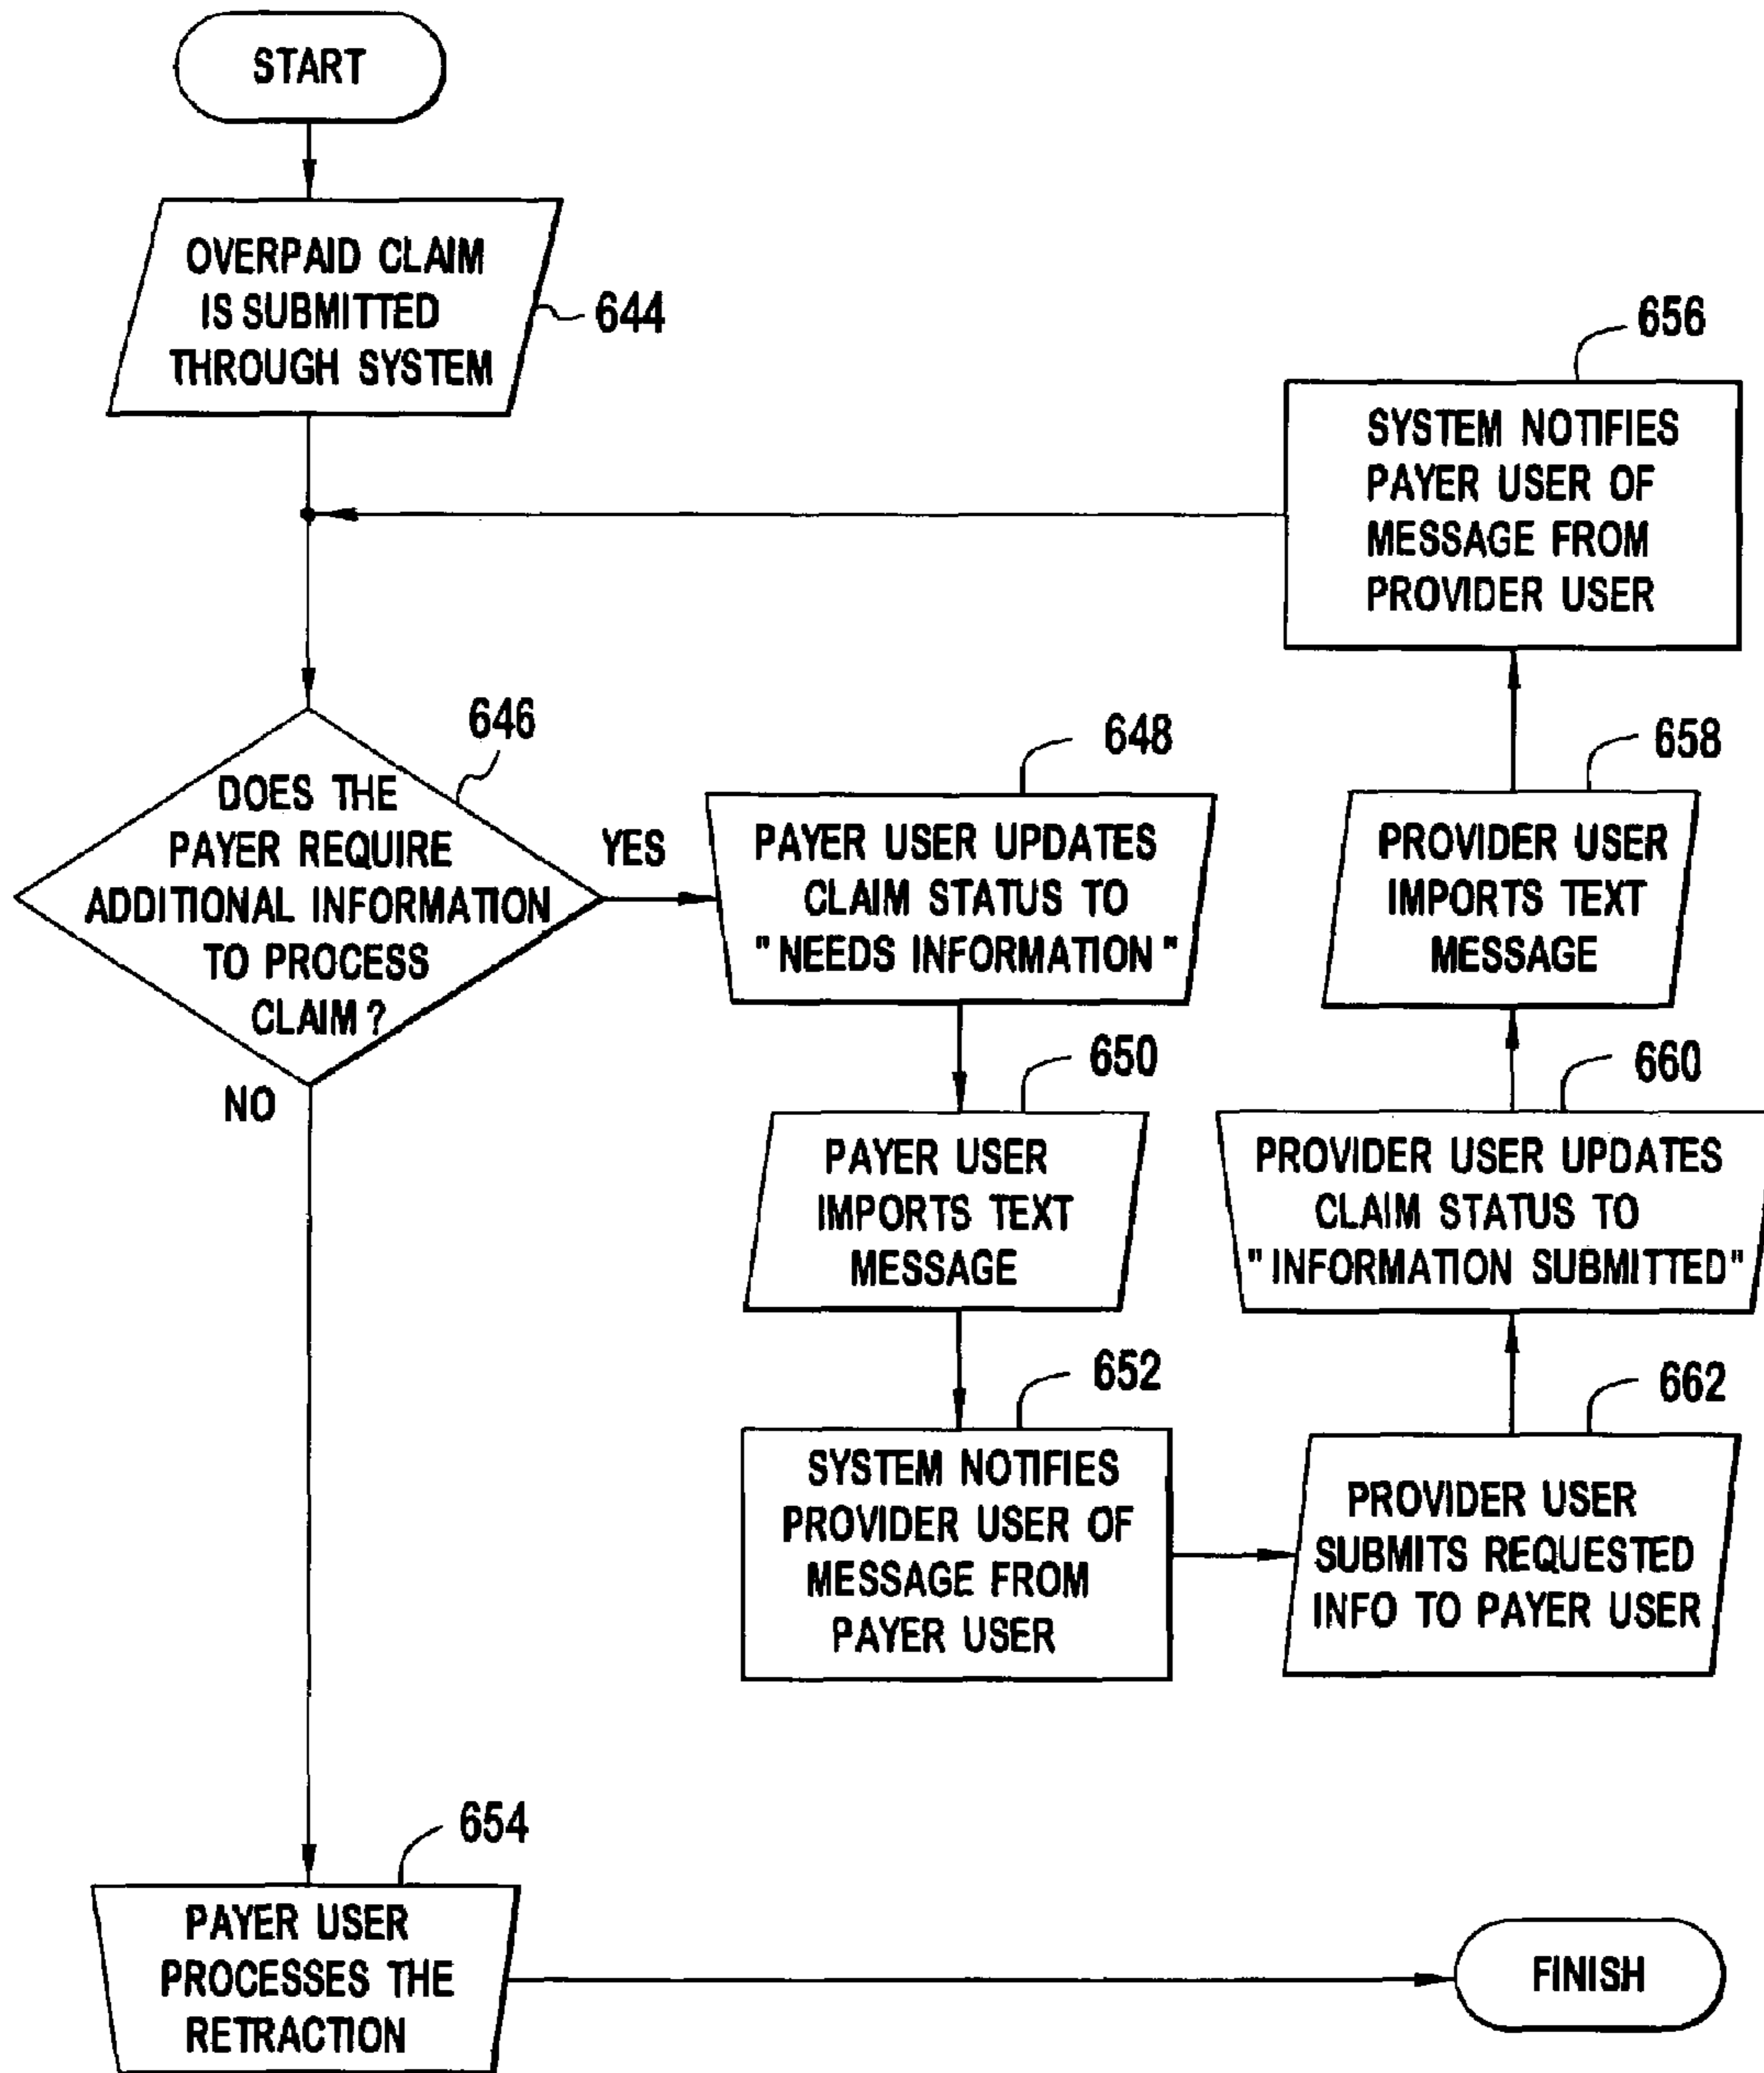 START
OVERPAID CLAIM
IS SUBMITTED
THROUGH SYSTEM
644
656
SYSTEM NOTIFIES
PAYER USER OF
MESSAGE FROM
PROVIDER USER
646
DOES THE
PAYER REQUIRE
ADDITIONAL INFORMATION
TO PROCESS
CLAIM ?
YES
NO
648
PAYER USER UPDATES
CLAIM STATUS TO
" NEEDS INFORMATION "
658
PROVIDER USER
IMPORTS TEXT
MESSAGE
650
PAYER USER
IMPORTS TEXT
MESSAGE
660
PROVIDER USER UPDATES
CLAIM STATUS TO
" INFORMATION SUBMITTED"
652
SYSTEM NOTIFIES
PROVIDER USER OF
MESSAGE FROM
PAYER USER
662
PROVIDER USER
SUBMITS REQUESTED
INFO TO PAYER USER
654
PAYER USER
PROCESSES THE
RETRACTION
FINISH